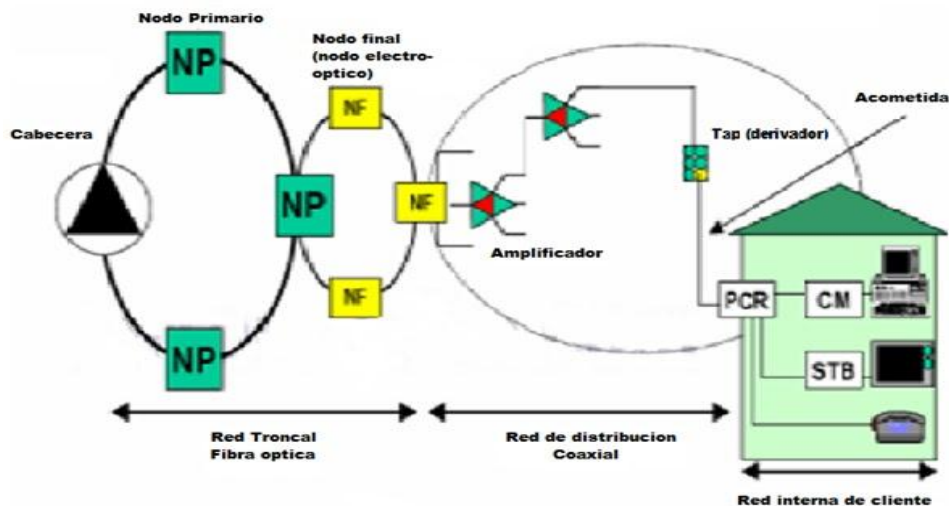 Nodo Primario
NP
Nodo final
(nodo electro-
optico)
NF
Cabecera
NP
NF
NF
NP
Amplificador
Tap (derivador)
Acometida
PCR
CM
STB
Red Troncal
Fibra optica
Red de distribucion
Coaxial
Red interna de cliente